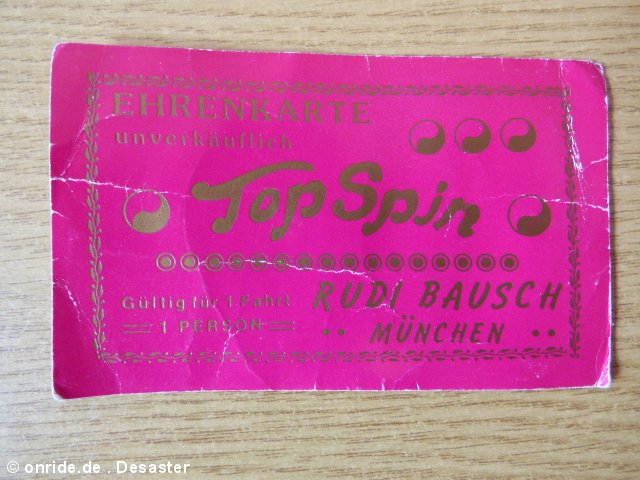 EHRENKARTE
unverkäuflich
Top Spin
Gültig für 1 Fahrt
1 PERSON
RUDI BAUSCH
MÜNCHEN
© onride.de . Desaster